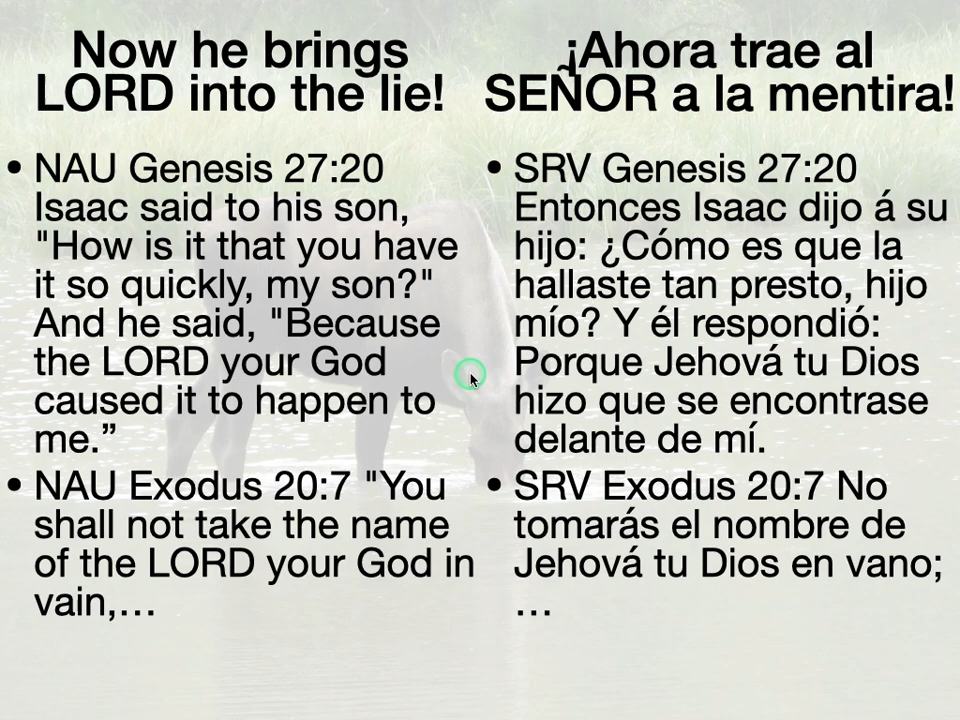 Now he brings
LORD into the lie!
• NAU Genesis 27:20
Isaac said to his son,
"How is it that you have
it so quickly, my son?"
And he said, "Because
the LORD your God
caused it to happen to
me.”
• NAU Exodus 20:7 "You
shall not take the name
of the LORD your God in
vain,…
¡Ahora trae al
SEÑOR a la mentira!
• SRV Genesis 27:20
Entonces Isaac dijo á su
hijo: ¿Cómo es que la
hallaste tan presto, hijo
mío? Y él respondió:
Porque Jehová tu Dios
hizo que se encontrase
delante de mí.
• SRV Exodus 20:7 No
tomarás el nombre de
Jehová tu Dios en vano;
…